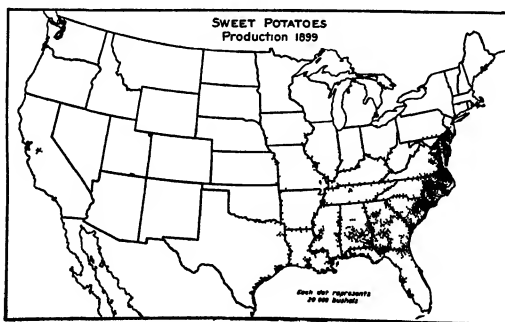 SWEET POTATOES
Production 1899
Each dot represents
20 000 bushels